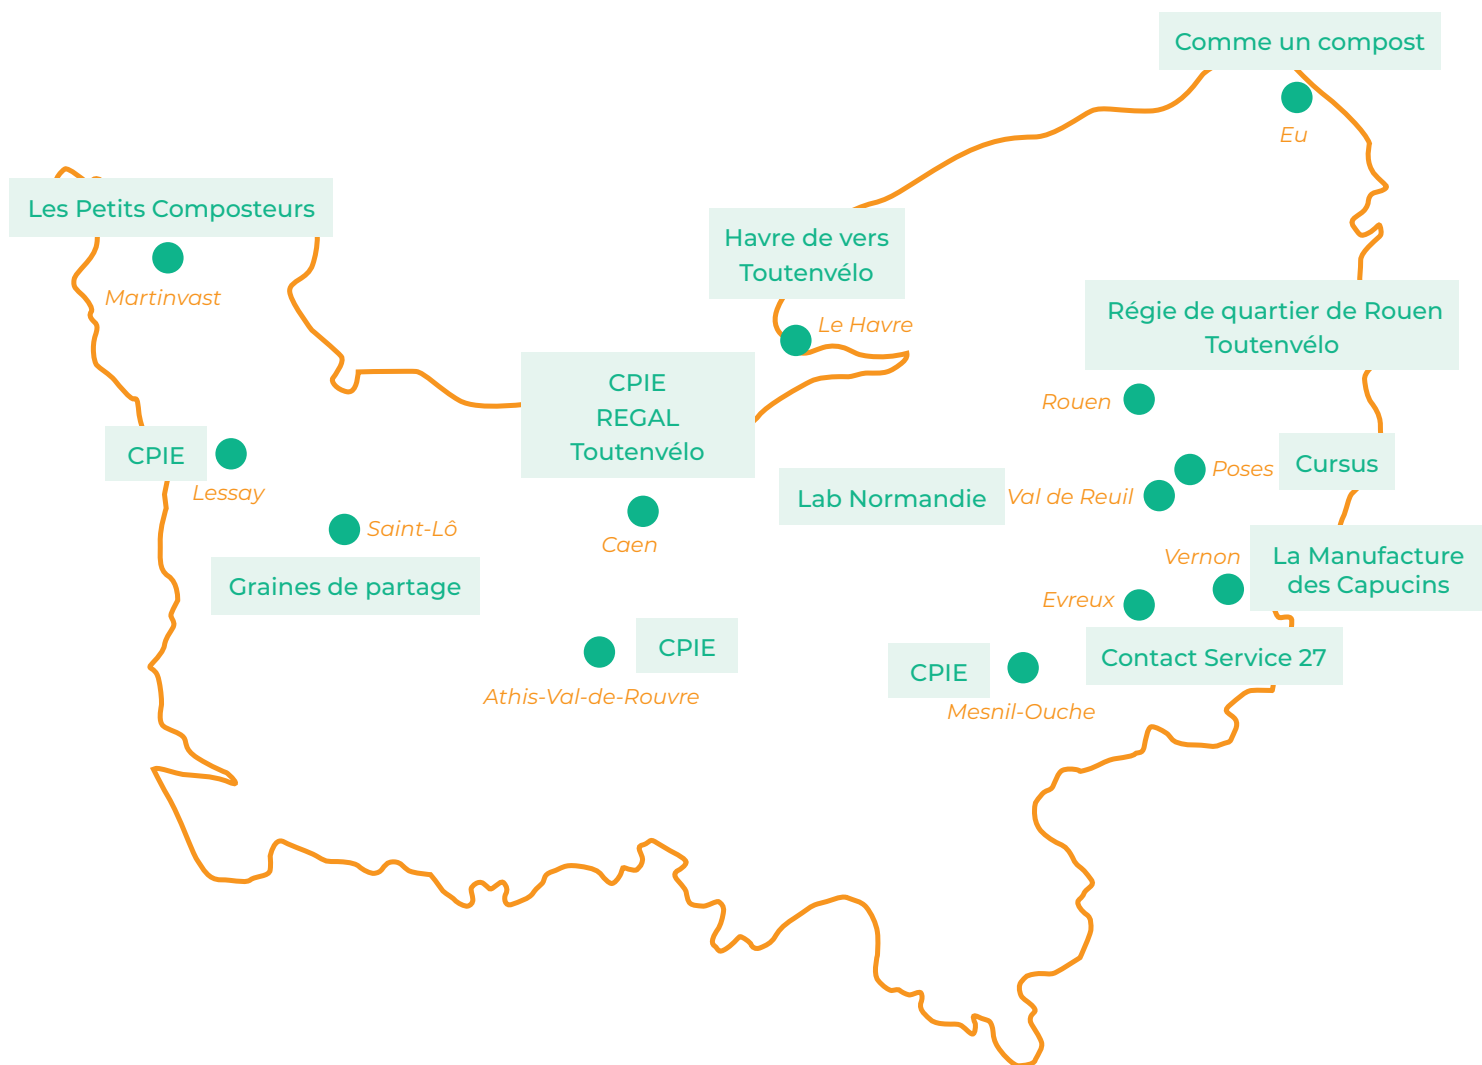 Comme un compost
Eu
Les Petits Composteurs
Martinvast
Havre de vers
Toutenvélo
Le Havre
Régie de quartier de Rouen
Toutenvélo
Rouen
CPIE
REGAL
Toutenvélo
Caen
CPIE
Lessay
Saint-Lô
Graines de partage
Lab Normandie
Val de Reuil
Poses
Cursus
Vernon
La Manufacture
des Capucins
Evreux
Contact Service 27
CPIE
Athis-Val-de-Rouvre
CPIE
Mesnil-Ouche